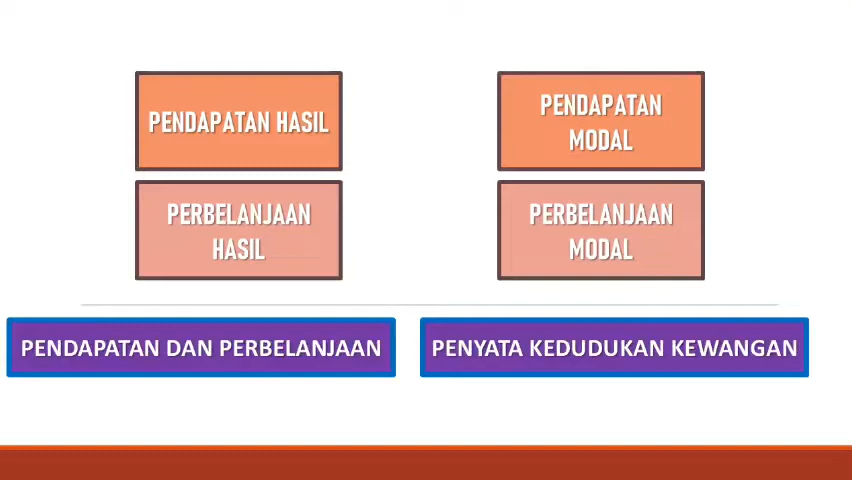 PENDAPATAN HASIL
PENDAPATAN
MODAL
PERBELANJAAN
HASIL
PERBELANJAAN
MODAL
PENDAPATAN DAN PERBELANJAAN
PENYATA KEDUDUKAN KEWANGAN